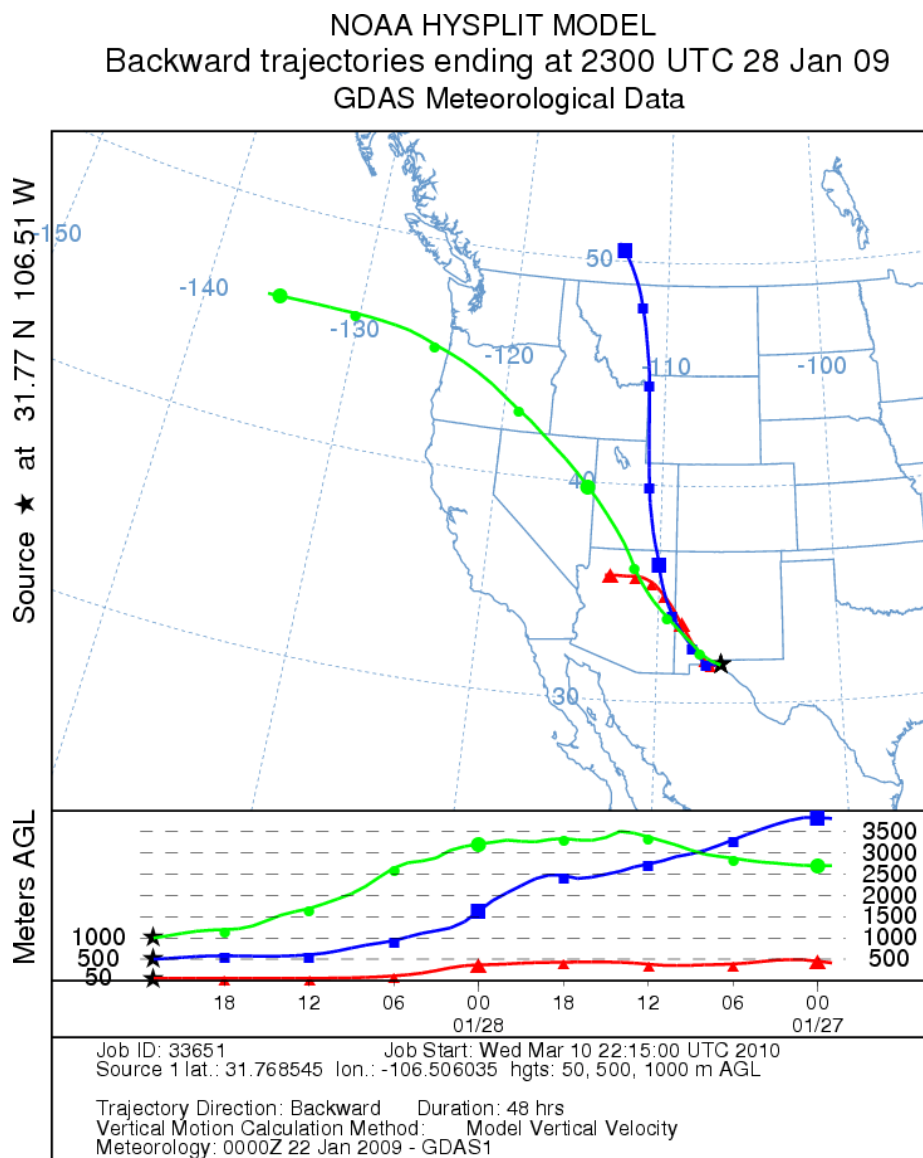 NOAA HYSPLIT MODEL
Backward trajectories ending at 2300 UTC 28 Jan 09
GDAS Meteorological Data
Source ★ at 31.77 N 106.51 W
-150
-140
-130
-120
-110
-100
50
40
30
Meters AGL
1000
500
50
3500
3000
2500
2000
1500
1000
500
18 12 06 00 18 12 06 00
01/28 01/27
Job ID: 33651 Job Start: Wed Mar 10 22:15:00 UTC 2010
Source 1 lat.: 31.768545 lon.: -106.506035 hgts: 50, 500, 1000 m AGL
Trajectory Direction: Backward Duration: 48 hrs
Vertical Motion Calculation Method: Model Vertical Velocity
Meteorology: 0000Z 22 Jan 2009 - GDAS1